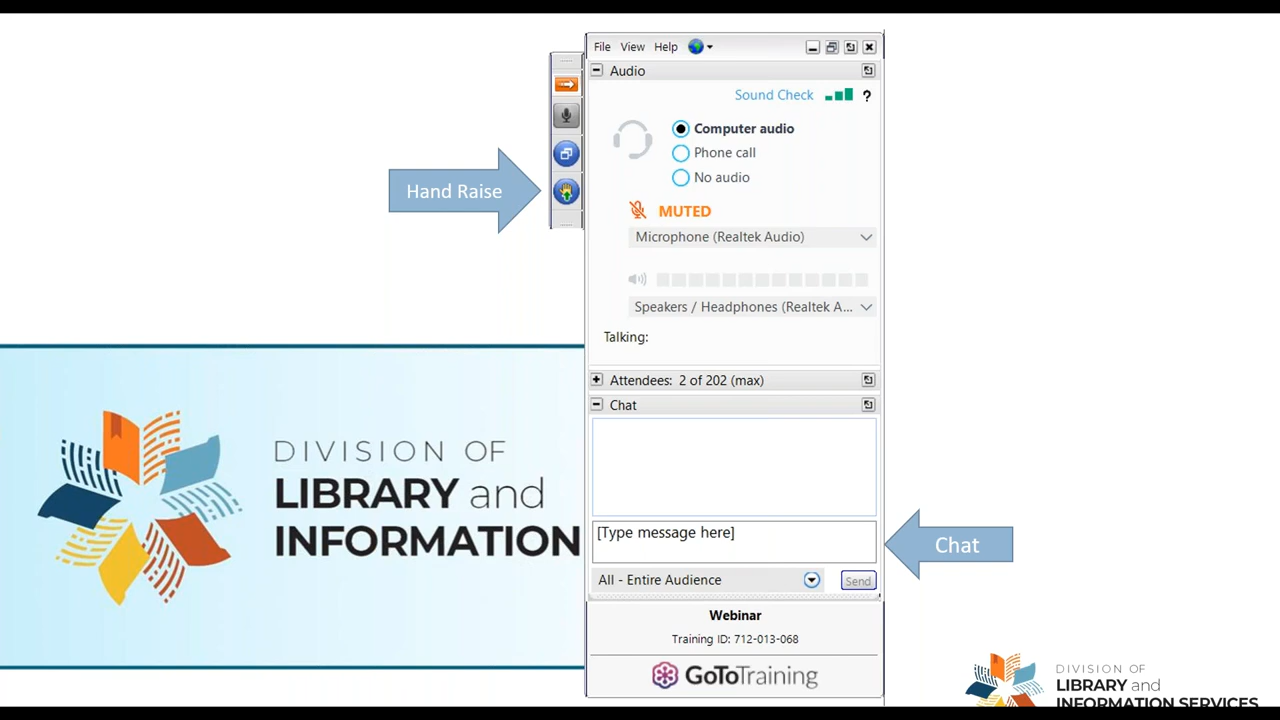 File View Help
Audio
Sound Check ?
Computer audio
Phone call
No audio
Hand Raise
MUTED
Microphone (Realtek Audio)
Speakers / Headphones (Realtek A...
Talking:
Attendees: 2 of 202 (max)
Chat
[Type message here]
Chat
All - Entire Audience
Send
Webinar
Training ID: 712-013-068
GoToTraining
DIVISION OF
LIBRARY and
INFORMATION
DIVISION OF
LIBRARY and
INFORMATION SERVICES